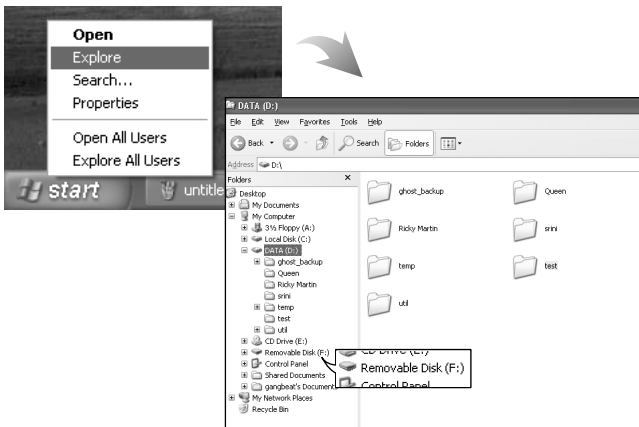 Open
Explore
Search...
Properties
Open All Users
Explore All Users
start
untitle
DATA (D:)
File Edit View Favorites Tools Help
Back Search Folders
Address D:\
Folders
Desktop
My Documents
My Computer
3½ Floppy (A:)
Local Disk (C:)
DATA (D:)
ghost_backup
Queen
Ricky Martin
srini
temp
test
util
CD Drive (E:)
Removable Disk (F:)
Control Panel
Shared Documents
gangbeat's Documents
My Network Places
Recycle Bin
ghost_backup
Queen
Ricky Martin
srini
temp
test
util
CD Drive (E:)
Removable Disk (F:)
Control Panel